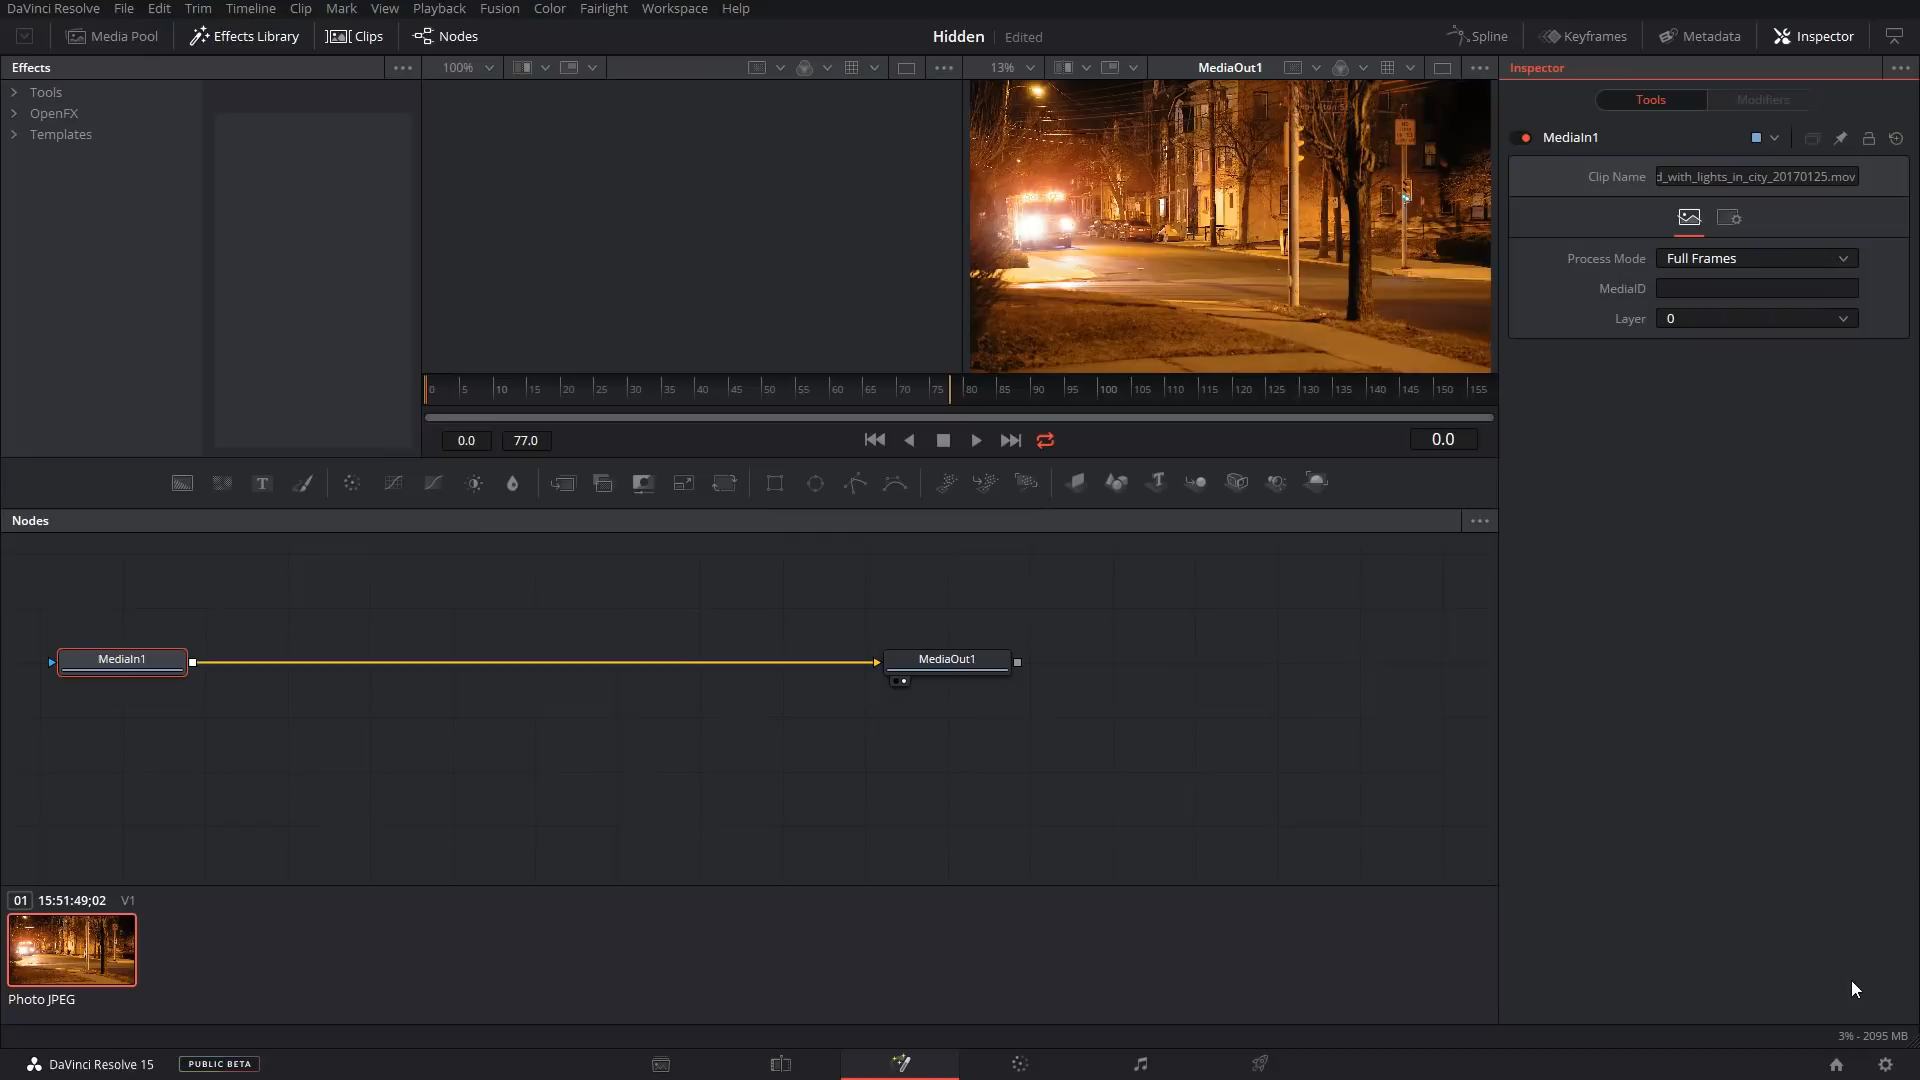 DaVinci Resolve File Edit Trim Timeline Clip Mark View Playback Fusion Color Fairlight Workspace Help
Media Pool Effects Library Clips Nodes Hidden Edited Spline Keyframes Metadata Inspector
Effects 100% 13% MediaOut1 Inspector
Tools
OpenFX
Templates
Tools Modifiers
MediaIn1
Clip Name d_with_lights_in_city_20170125.mov
Process Mode Full Frames
MediaID
Layer 0
0 5 10 15 20 25 30 35 40 45 50 55 60 65 70 75 80 85 90 95 100 105 110 115 120 125 130 135 140 145 150 155
0.0 77.0 0.0
T
Nodes
MediaIn1 MediaOut1
01 15:51:49;02 V1
Photo JPEG
3% - 2095 MB
DaVinci Resolve 15 PUBLIC BETA